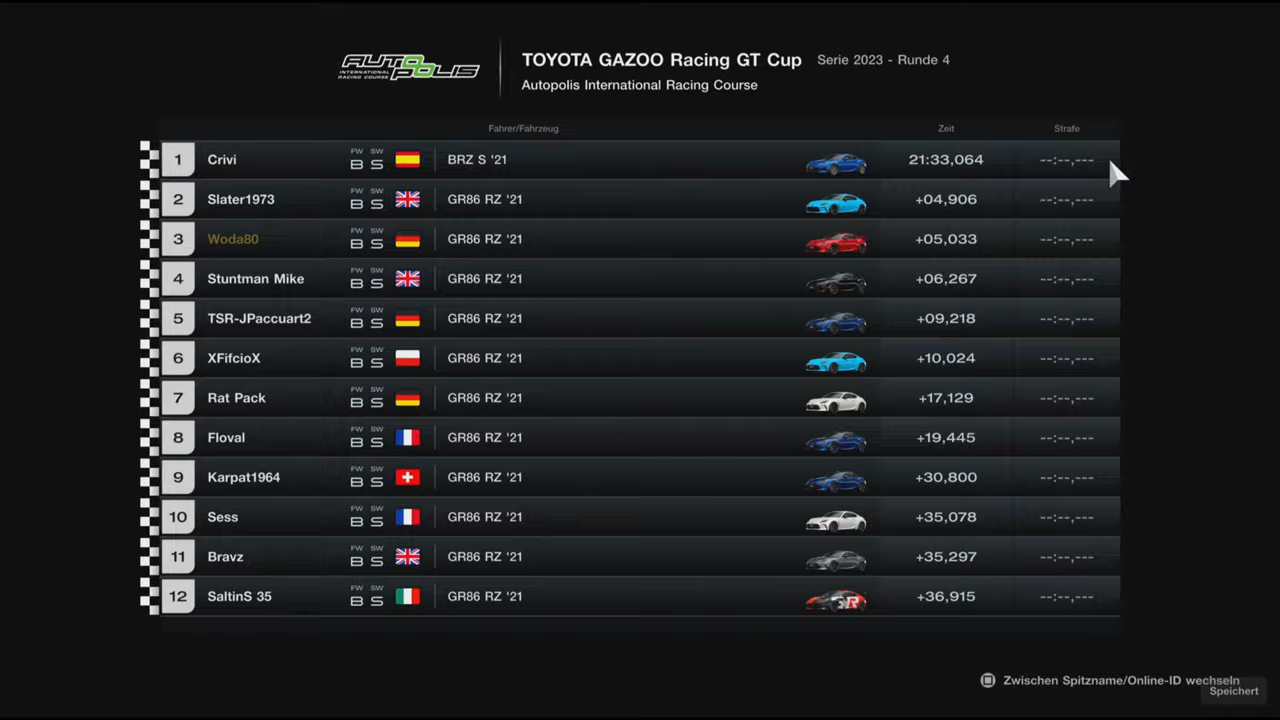 AUTOPOLIS
INTERNATIONAL
RACING COURSE
TOYOTA GAZOO Racing GT Cup Serie 2023 - Runde 4
Autopolis International Racing Course
Fahrer/Fahrzeug Zeit Strafe
1 Crivi FW B SW S BRZ S '21 21:33,064 --:--,---
2 Slater1973 FW B SW S GR86 RZ '21 +04,906 --:--,---
3 Woda80 FW B SW S GR86 RZ '21 +05,033 --:--,---
4 Stuntman Mike FW B SW S GR86 RZ '21 +06,267 --:--,---
5 TSR-JPaccuart2 FW B SW S GR86 RZ '21 +09,218 --:--,---
6 XFifcioX FW B SW S GR86 RZ '21 +10,024 --:--,---
7 Rat Pack FW B SW S GR86 RZ '21 +17,129 --:--,---
8 Floval FW B SW S GR86 RZ '21 +19,445 --:--,---
9 Karpat1964 FW B SW S GR86 RZ '21 +30,800 --:--,---
10 Sess FW B SW S GR86 RZ '21 +35,078 --:--,---
11 Bravz FW B SW S GR86 RZ '21 +35,297 --:--,---
12 SaltinS 35 FW B SW S GR86 RZ '21 +36,915 --:--,---
Zwischen Spitzname/Online-ID wechseln
Speichert